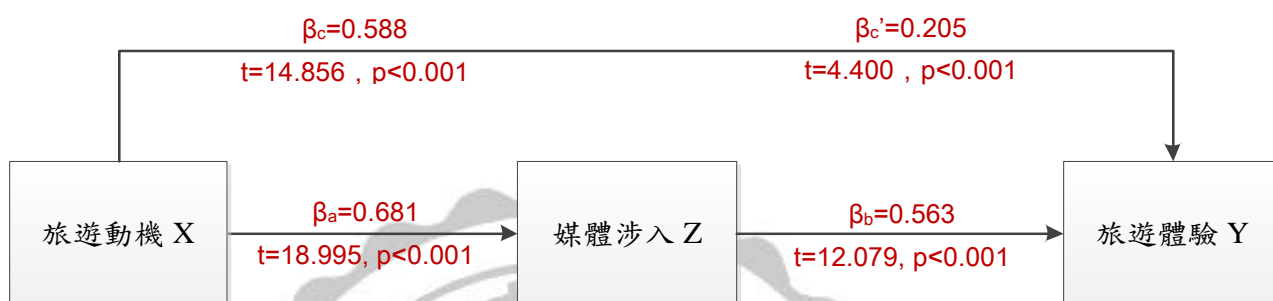 βc=0.588
βc’=0.205
t=14.856，p<0.001
t=4.400，p<0.001
旅遊動機 X
βa=0.681
t=18.995, p<0.001
媒體涉入 Z
βb=0.563
t=12.079, p<0.001
旅遊體驗 Y